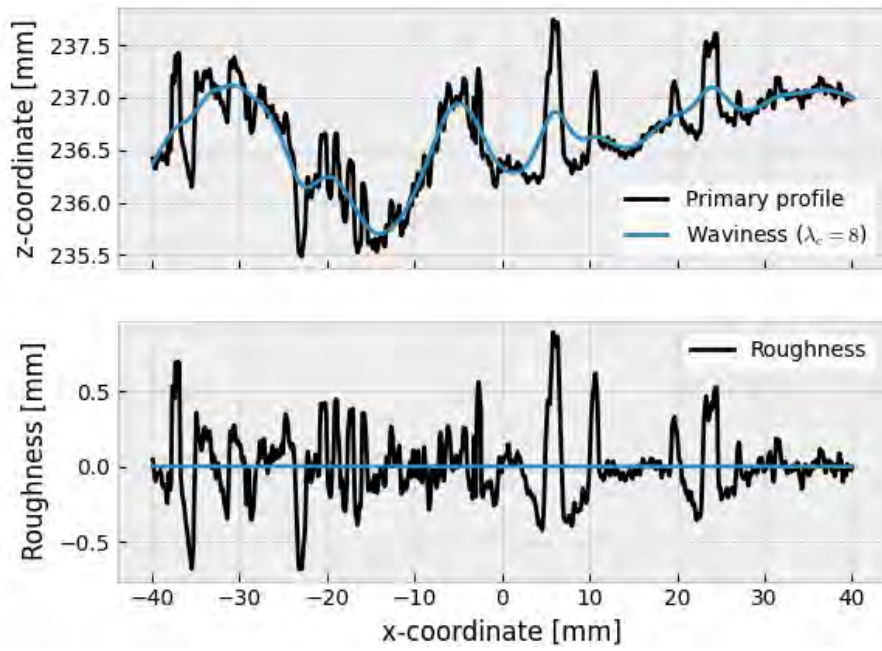 237.5
237.0
236.5
236.0
235.5
z-coordinate [mm]
Primary profile
Waviness (λc = 8)
0.5
0.0
−0.5
Roughness [mm]
Roughness
−40
−30
−20
−10
0
10
20
30
40
x-coordinate [mm]